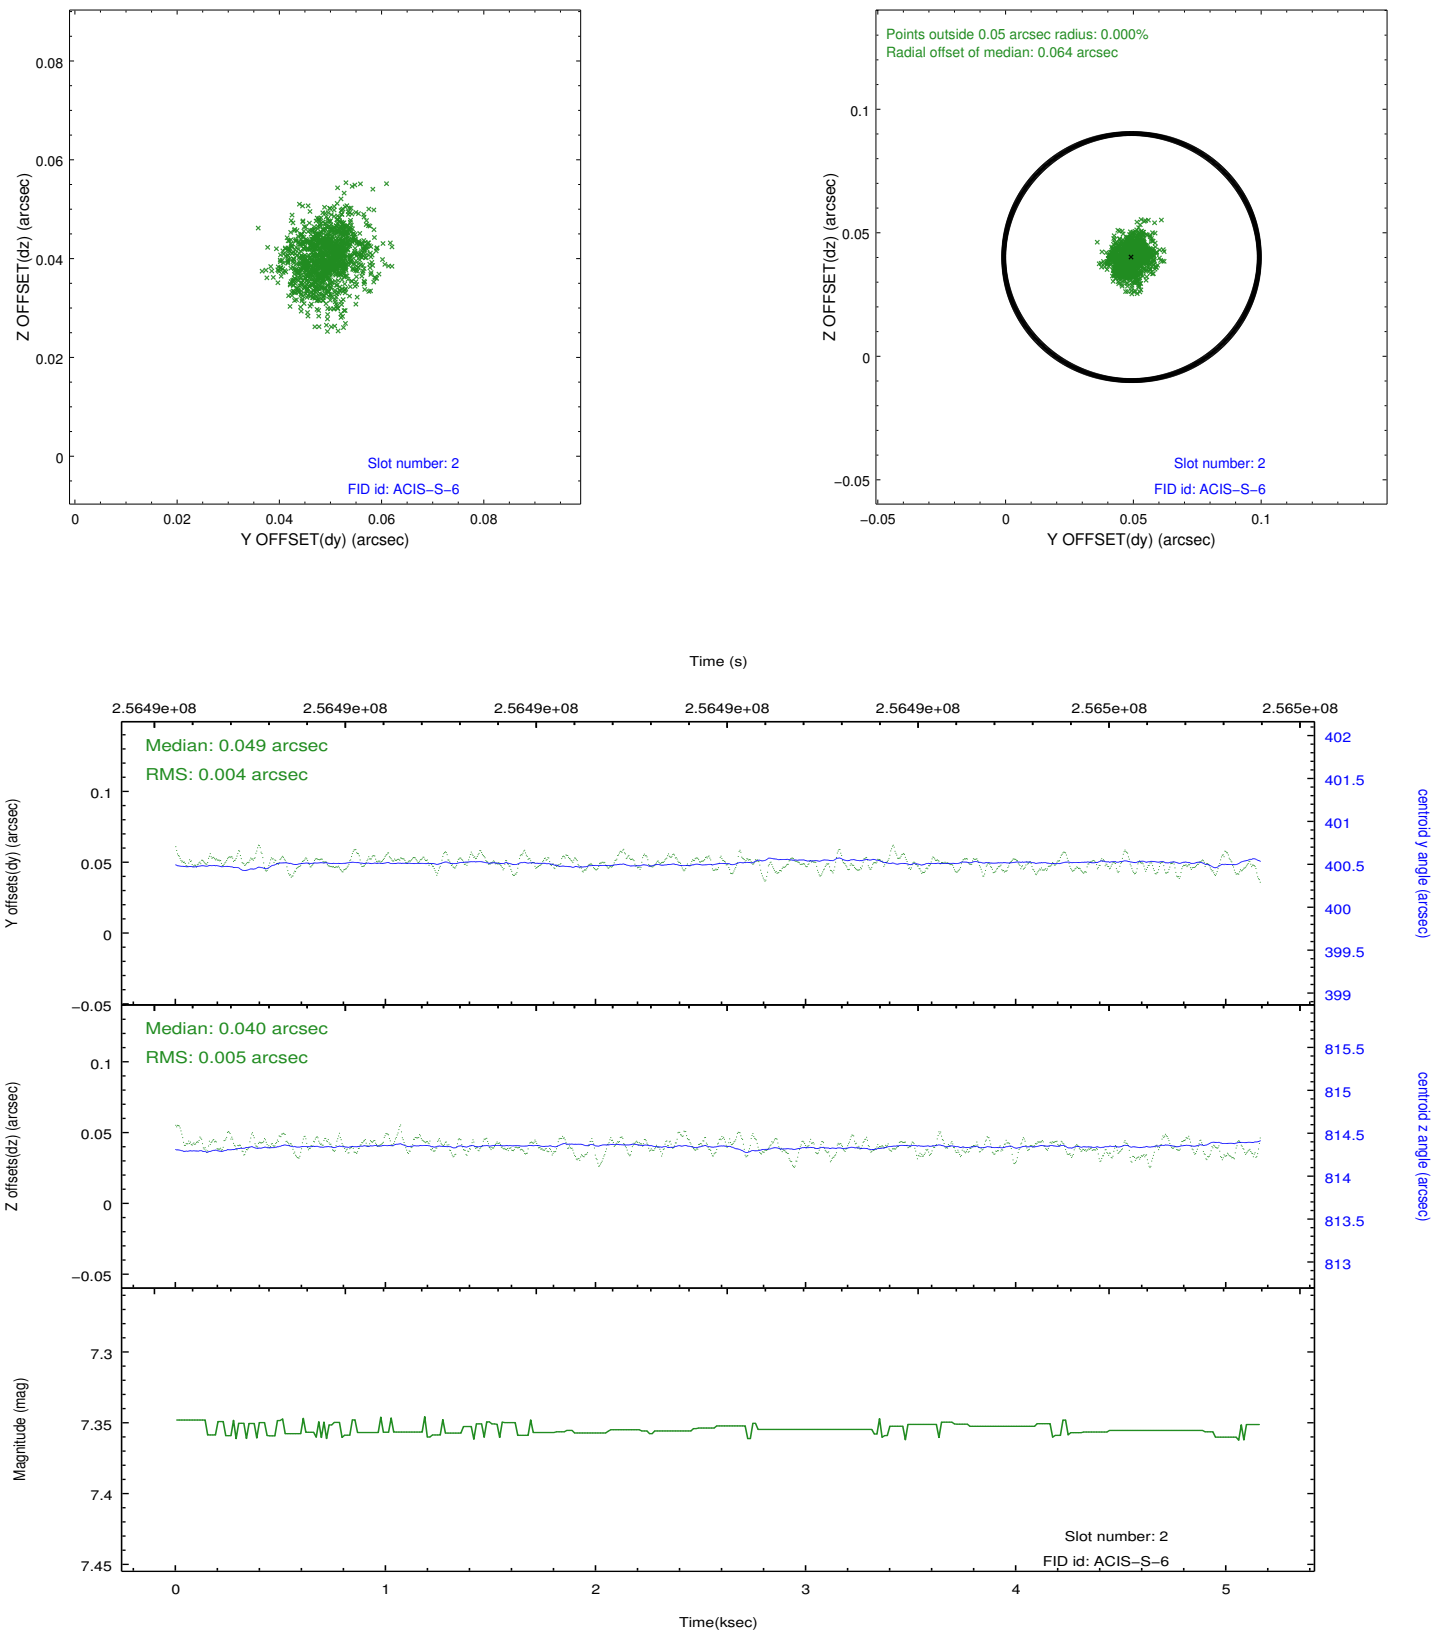 0.08
0.06
0.04
0.02
0
Z OFFSET(dz) (arcsec)
Slot number: 2
FID id: ACIS−S−6
0 0.02 0.04 0.06 0.08
Y OFFSET(dy) (arcsec)
Points outside 0.05 arcsec radius: 0.000%
Radial offset of median: 0.064 arcsec
0.1
0.05
0
−0.05
Z OFFSET(dz) (arcsec)
Slot number: 2
FID id: ACIS−S−6
−0.05 0 0.05 0.1
Y OFFSET(dy) (arcsec)
Time (s)
2.5649e+08 2.5649e+08 2.5649e+08 2.5649e+08 2.5649e+08 2.565e+08 2.565e+08
Median: 0.049 arcsec
RMS: 0.004 arcsec
0.1
0.05
0
−0.05
Y offsets(dy) (arcsec)
402
401.5
401
400.5
400
399.5
399
centroid y angle (arcsec)
Median: 0.040 arcsec
RMS: 0.005 arcsec
0.1
0.05
0
−0.05
Z offsets(dz) (arcsec)
815.5
815
814.5
814
813.5
813
centroid z angle (arcsec)
7.3
7.35
7.4
7.45
Magnitude (mag)
Slot number: 2
FID id: ACIS−S−6
0 1 2 3 4 5
Time(ksec)